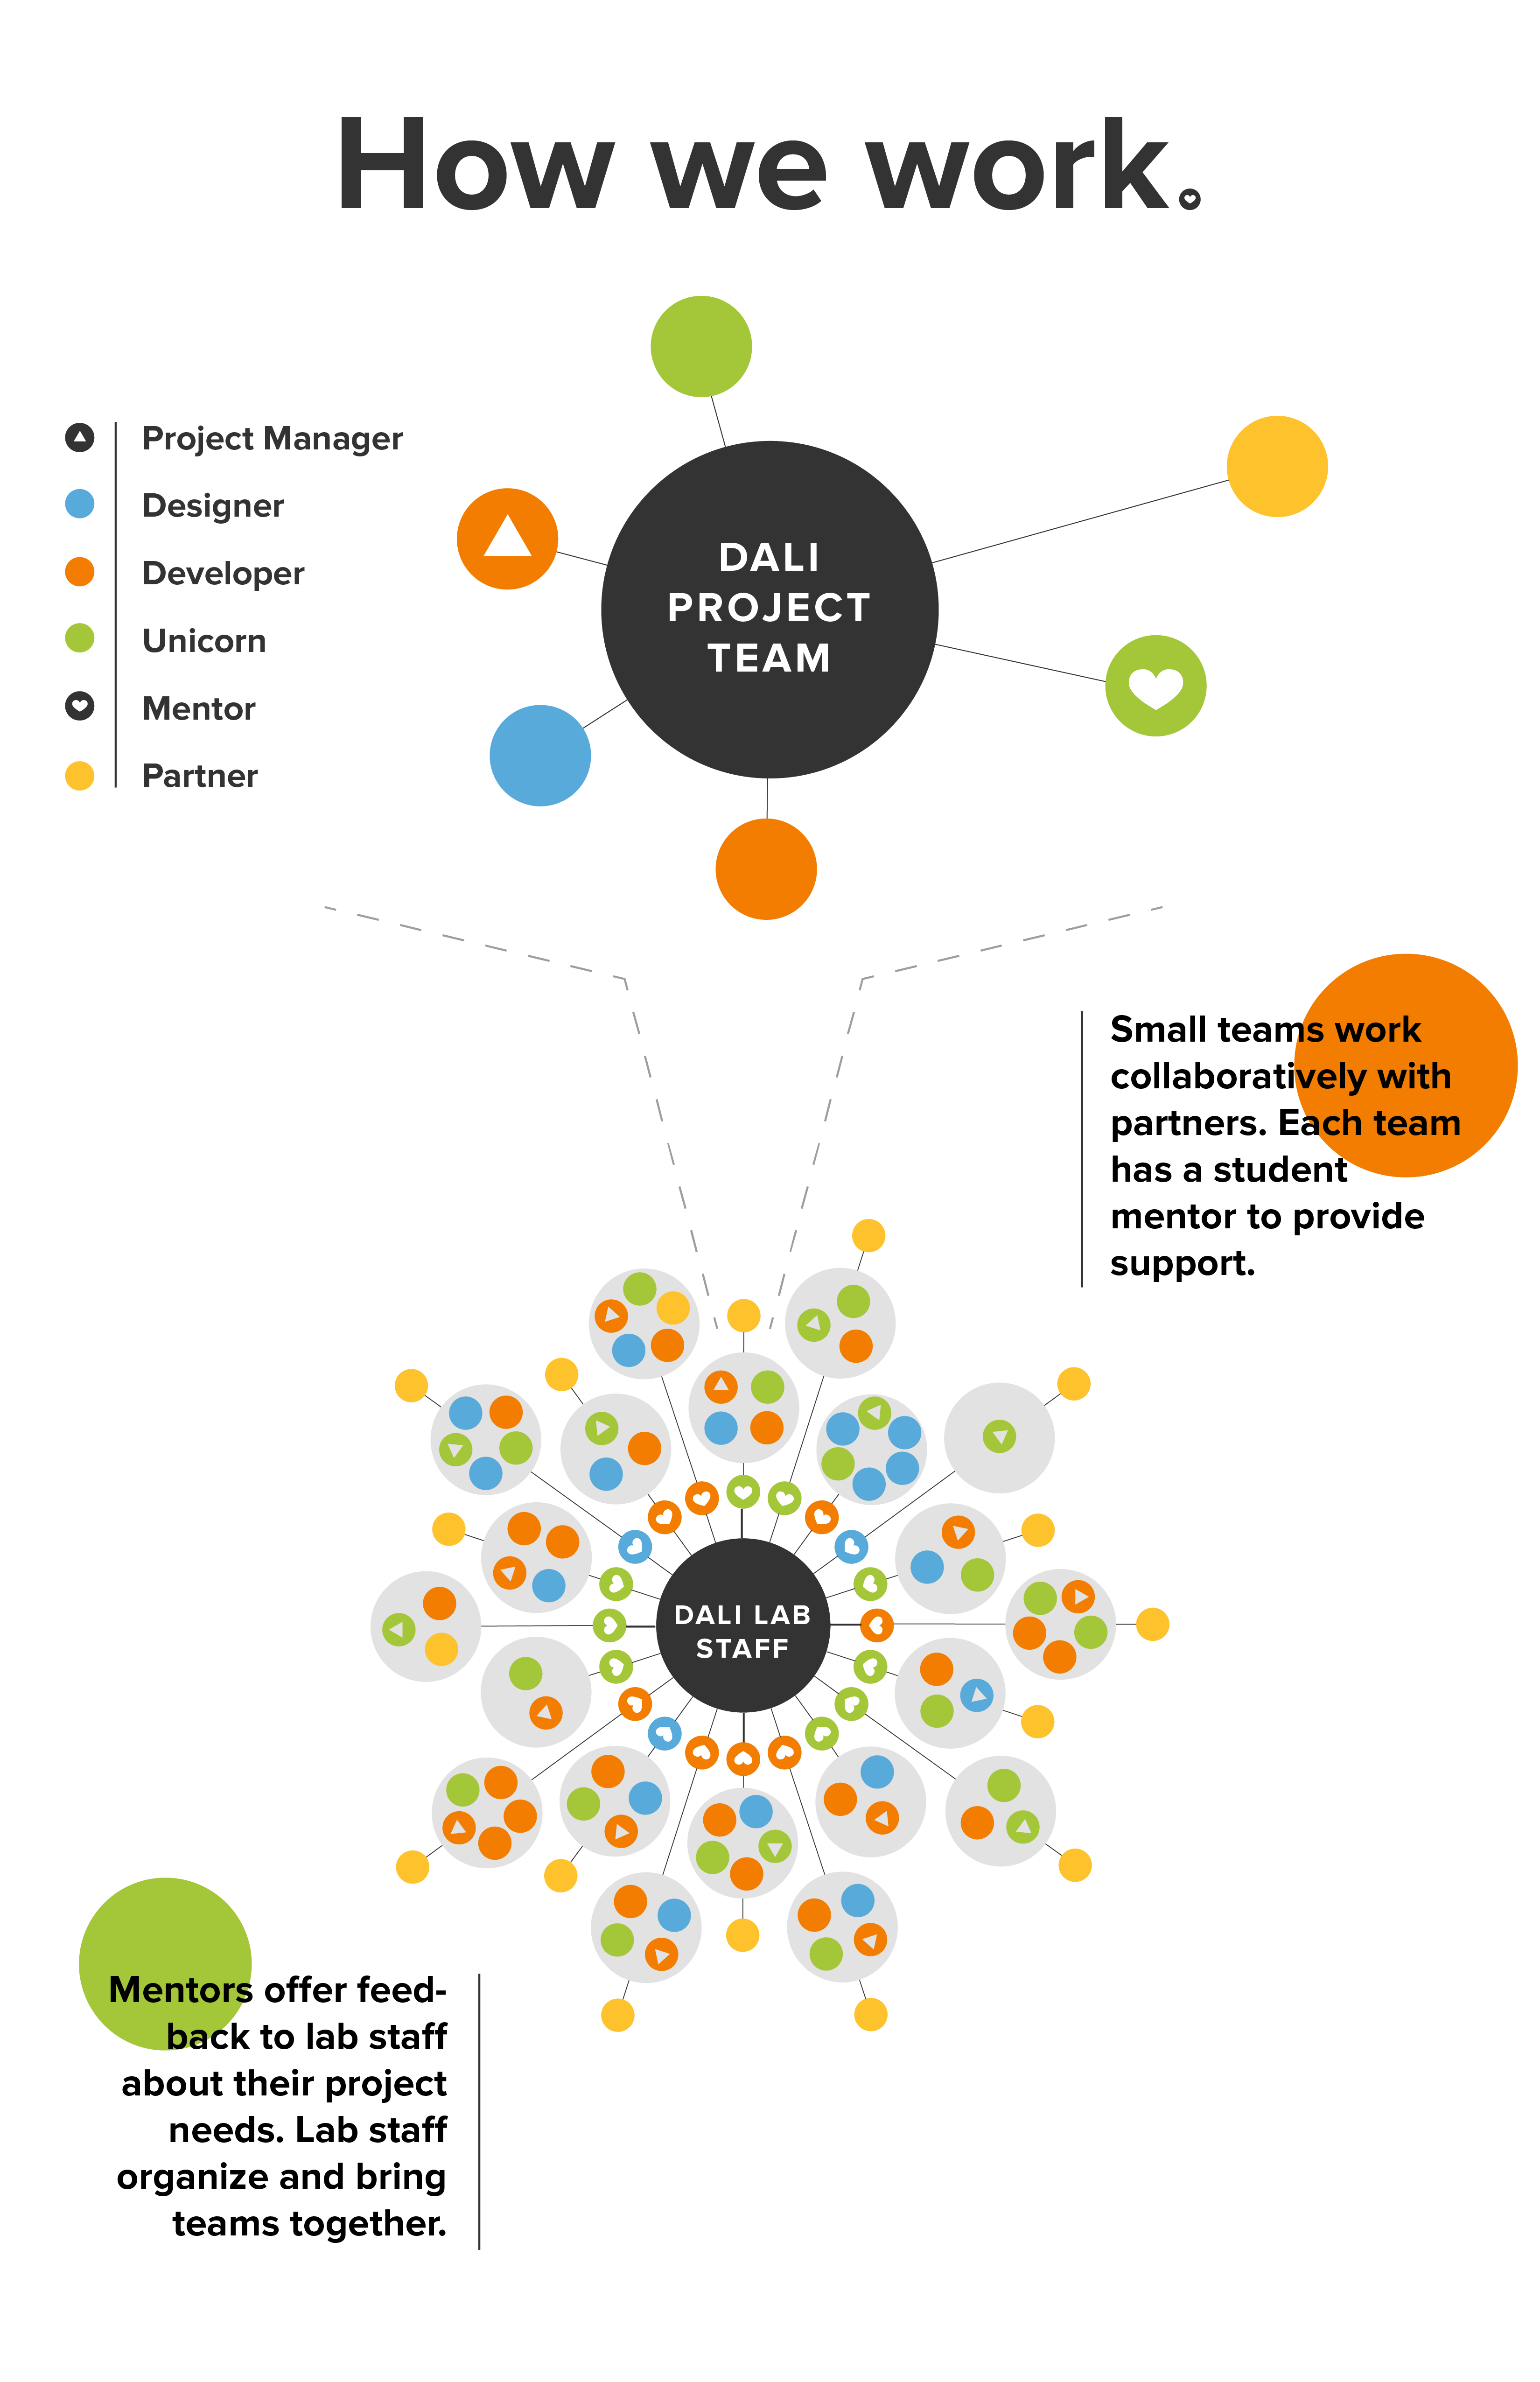 How we work.
Project Manager
Designer
Developer
Unicorn
Mentor
Partner
DALI
PROJECT
TEAM
Small teams work
collaboratively with
partners. Each team
has a student
mentor to provide
support.
DALI LAB
STAFF
Mentors offer feed-
back to lab staff
about their project
needs. Lab staff
organize and bring
teams together.